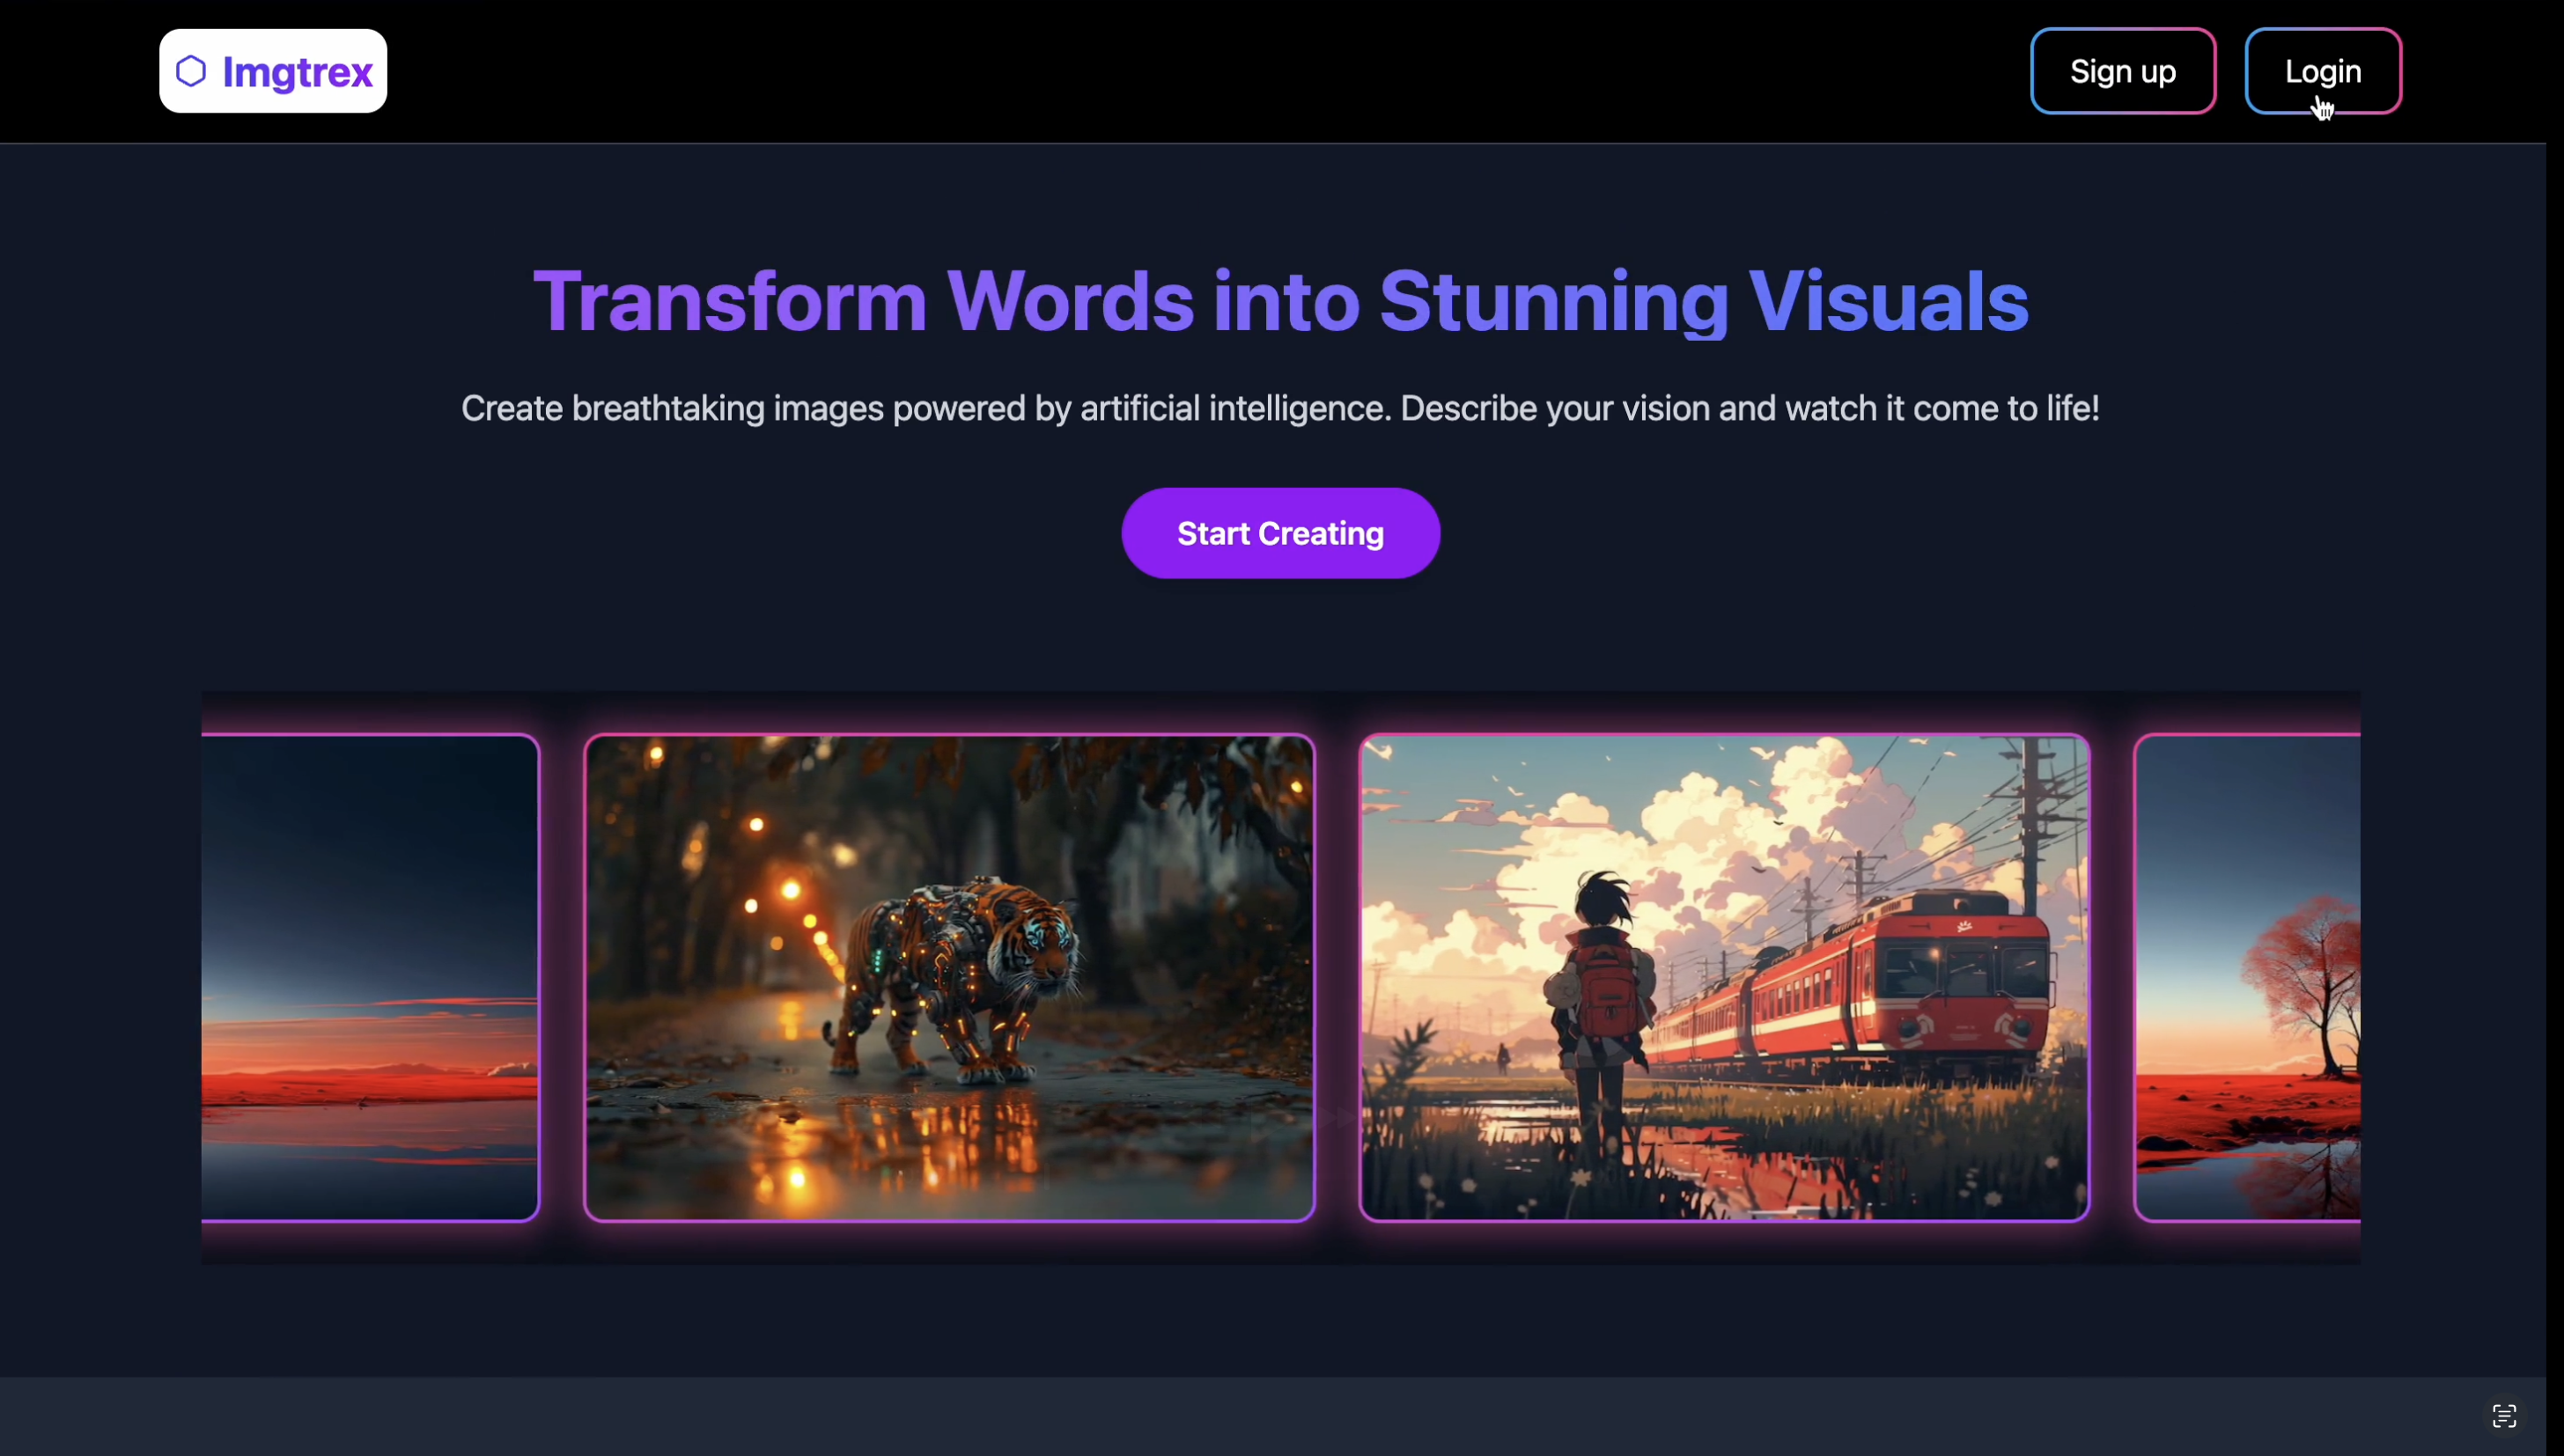 Imgtrex
Sign up
Login
Transform Words into Stunning Visuals
Create breathtaking images powered by artificial intelligence. Describe your vision and watch it come to life!
Start Creating